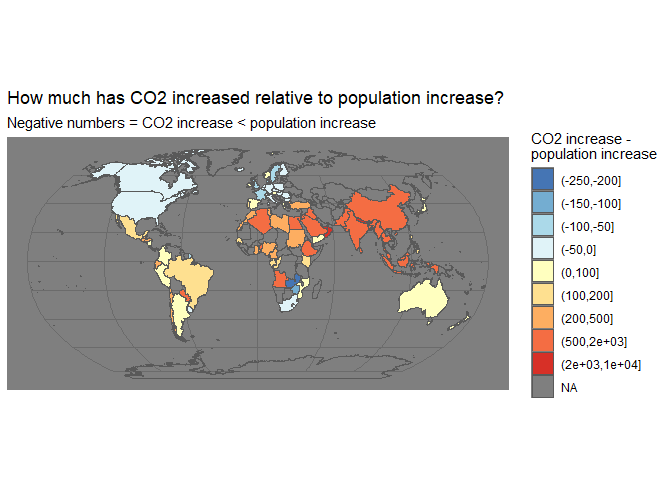 How much has CO2 increased relative to population increase?
Negative numbers = CO2 increase < population increase
CO2 increase -
population increase
(-250,-200]
(-150,-100]
(-100,-50]
(-50,0]
(0,100]
(100,200]
(200,500]
(500,2e+03]
(2e+03,1e+04]
NA